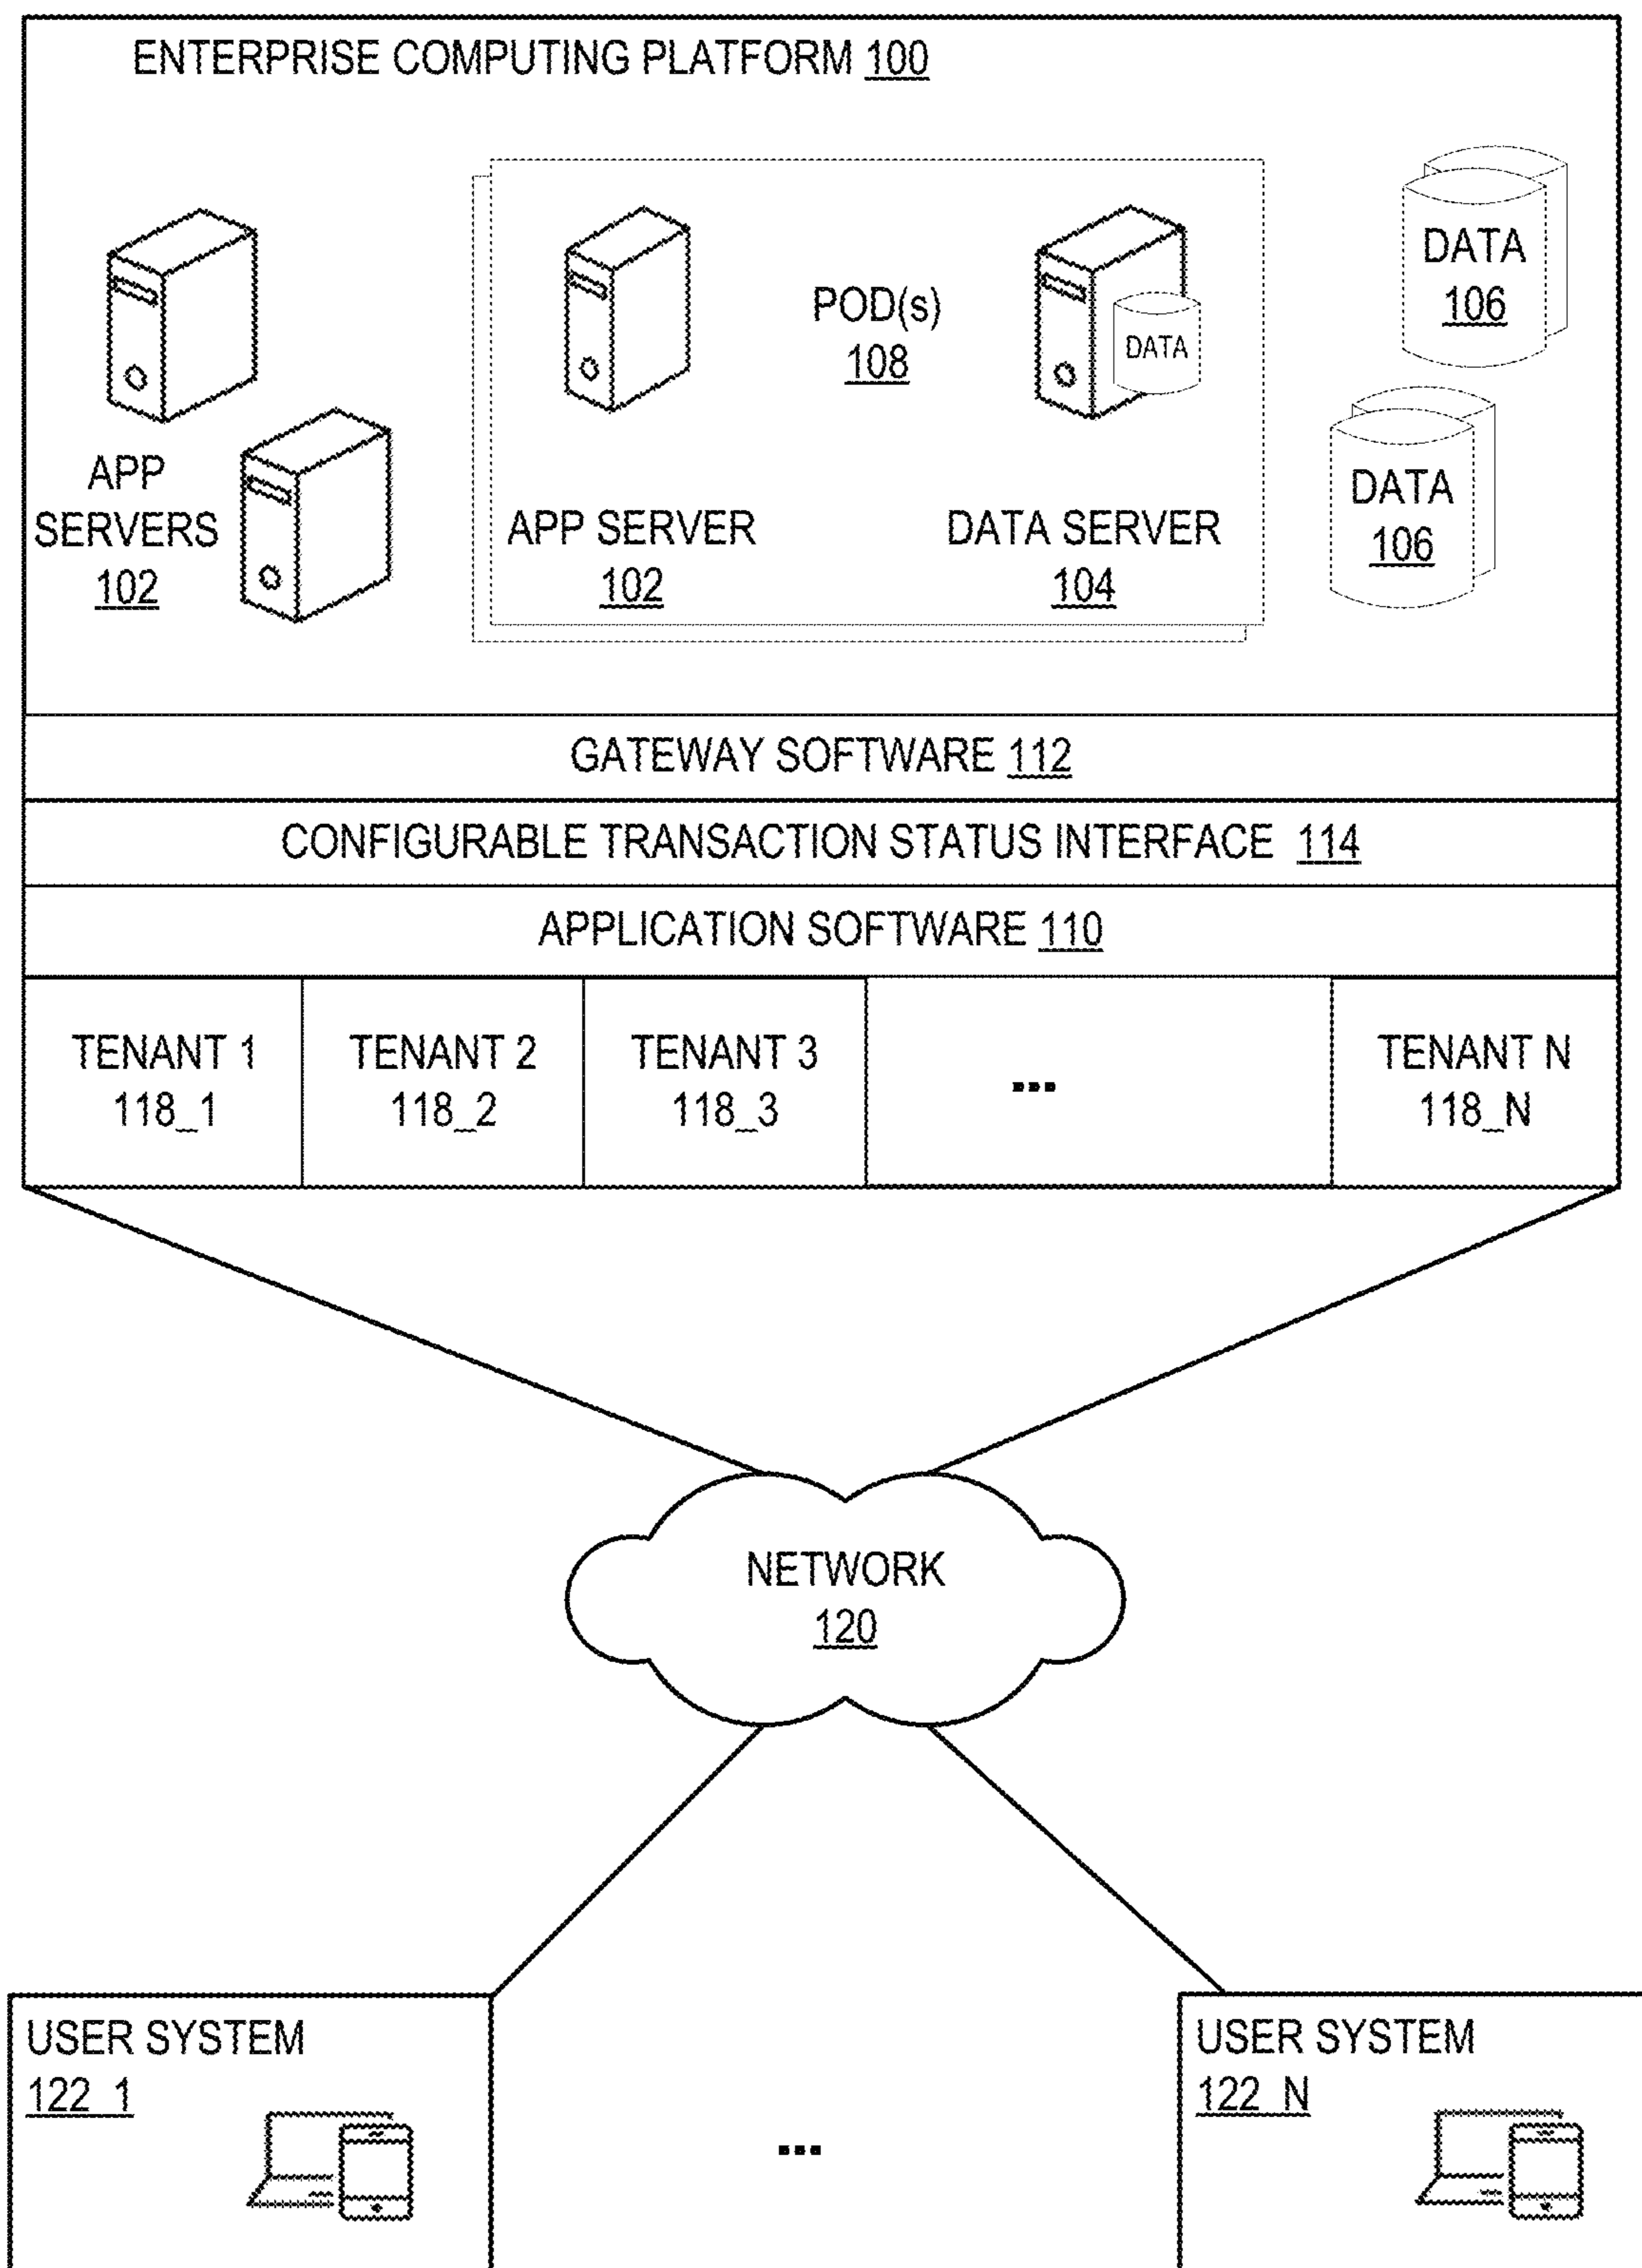 ENTERPRISE COMPUTING PLATFORM 100
APP
SERVERS
102
APP SERVER
102
POD(s)
108
DATA
DATA SERVER
104
DATA
106
DATA
106
GATEWAY SOFTWARE 112
CONFIGURABLE TRANSACTION STATUS INTERFACE 114
APPLICATION SOFTWARE 110
TENANT 1
118_1
TENANT 2
118_2
TENANT 3
118_3
...
TENANT N
118_N
NETWORK
120
USER SYSTEM
122_1
...
USER SYSTEM
122_N